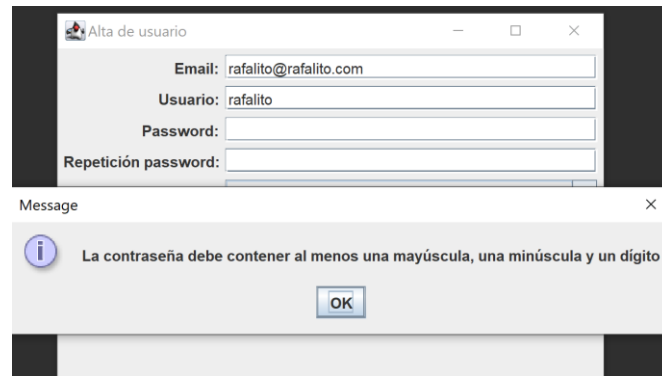 Alta de usuario
Email: rafalito@rafalito.com
Usuario: rafalito
Password:
Repetición password:
Message
La contraseña debe contener al menos una mayúscula, una minúscula y un dígito
OK